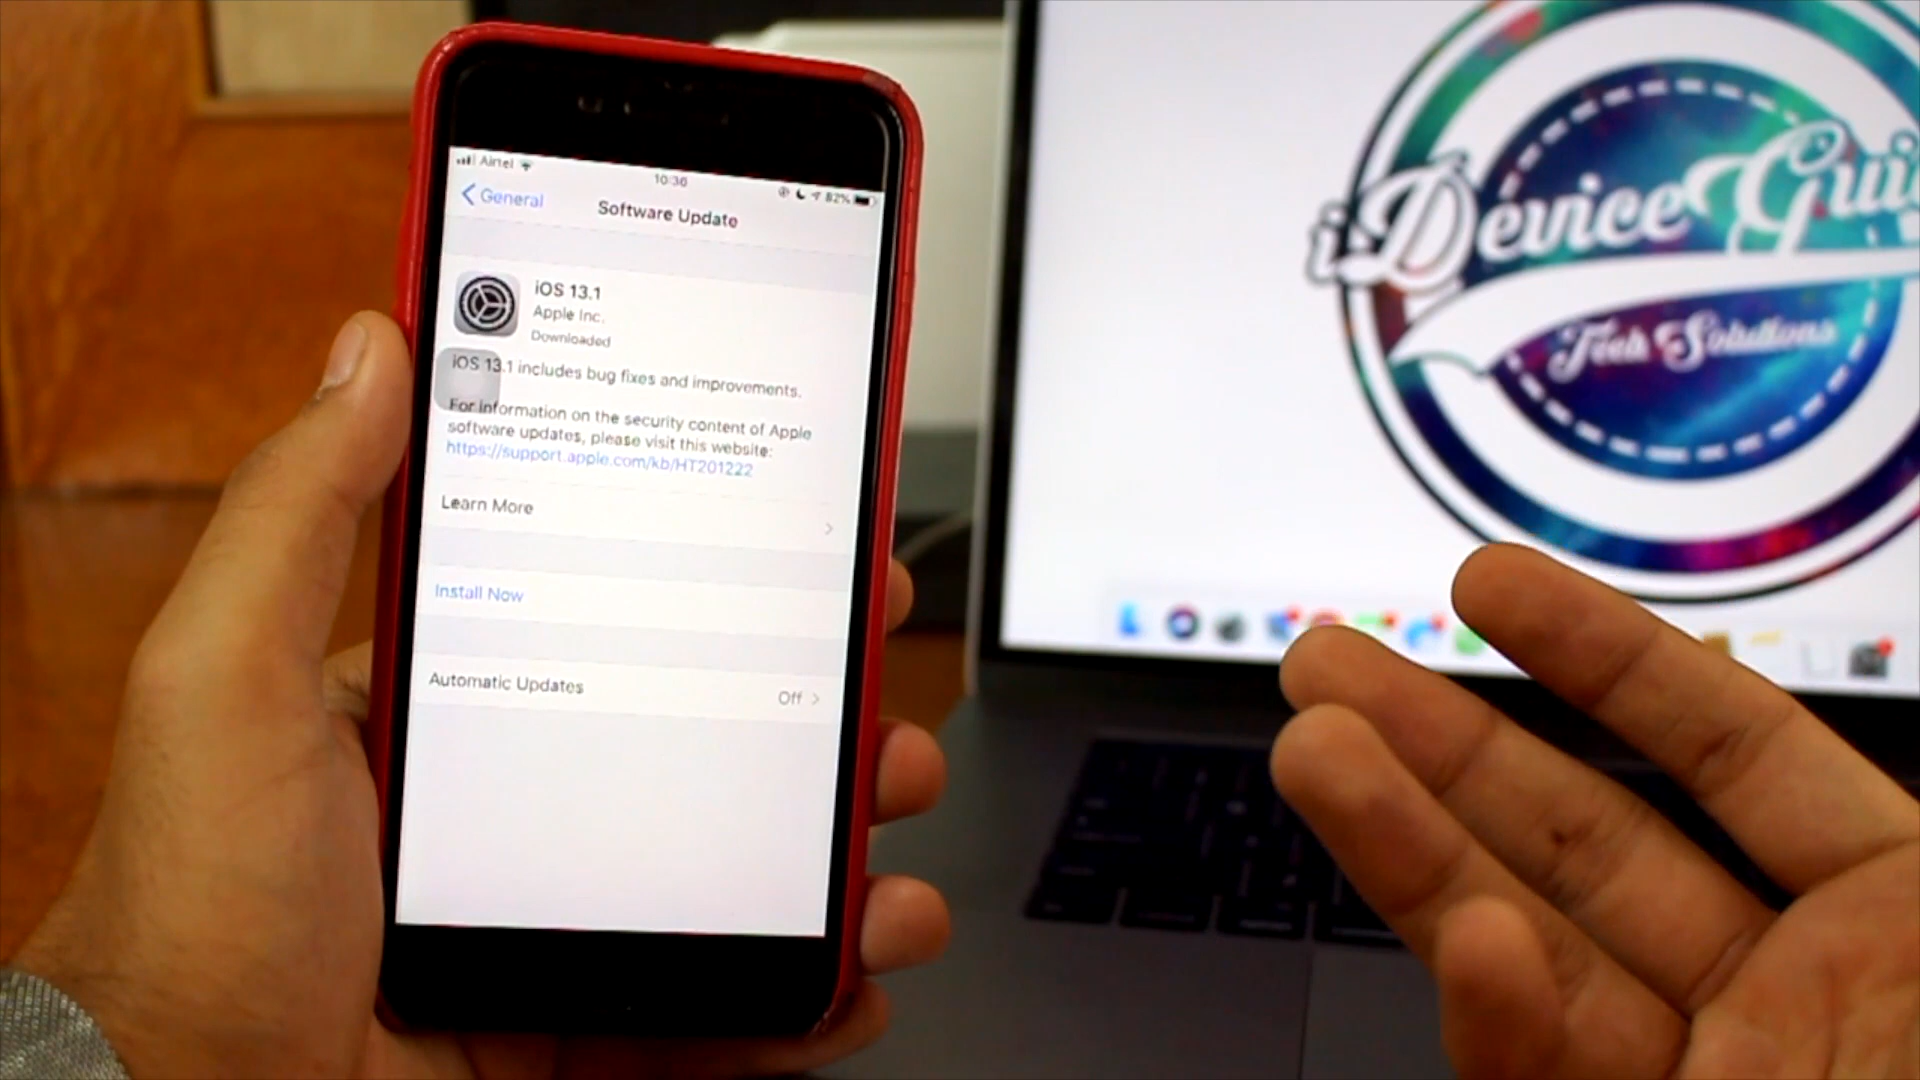 Airtel
10:36
82%
General
Software Update
iOS 13.1
Apple Inc.
Downloaded
iOS 13.1 includes bug fixes and improvements.
For information on the security content of Apple
software updates, please visit this website:
https://support.apple.com/kb/HT201222
Learn More
Install Now
Automatic Updates
Off
iDevice Gui
Tech Solutions